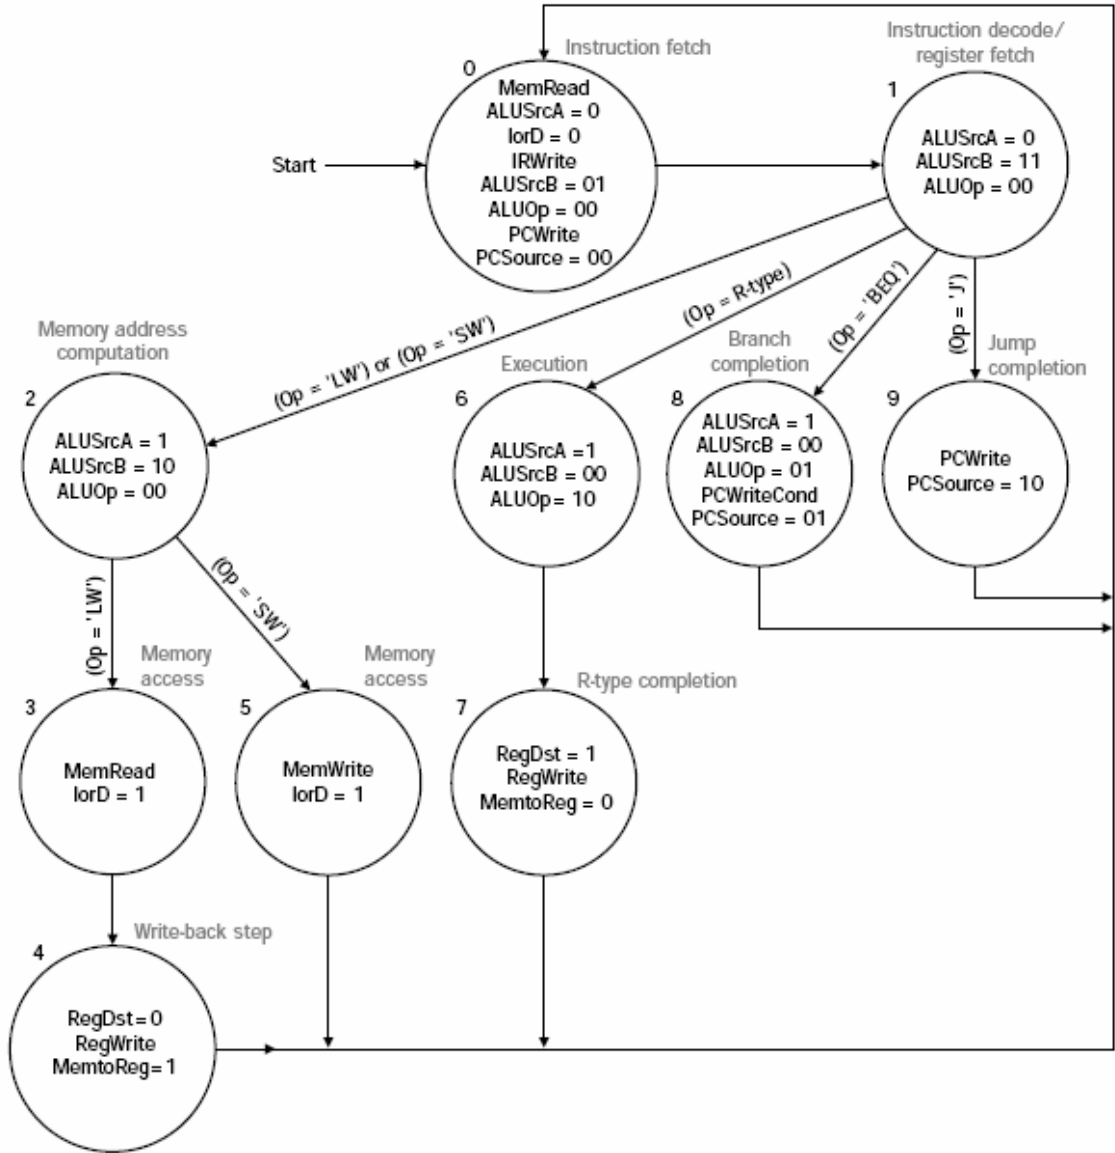 Instruction fetch
0
MemRead
ALUSrcA = 0
IorD = 0
IRWrite
ALUSrcB = 01
ALUOp = 00
PCWrite
PCSource = 00
Start
Instruction decode/
register fetch
1
ALUSrcA = 0
ALUSrcB = 11
ALUOp = 00
(Op = 'LW') or (Op = 'SW')
(Op = R-type)
(Op = 'BEQ')
(Op = 'J')
Memory address
computation
2
ALUSrcA = 1
ALUSrcB = 10
ALUOp = 00
Execution
6
ALUSrcA =1
ALUSrcB = 00
ALUOp= 10
Branch
completion
8
ALUSrcA = 1
ALUSrcB = 00
ALUOp = 01
PCWriteCond
PCSource = 01
Jump
completion
9
PCWrite
PCSource = 10
(Op = 'LW')
(Op = 'SW')
Memory
access
3
MemRead
IorD = 1
Memory
access
5
MemWrite
IorD = 1
R-type completion
7
RegDst = 1
RegWrite
MemtoReg = 0
Write-back step
4
RegDst=0
RegWrite
MemtoReg=1